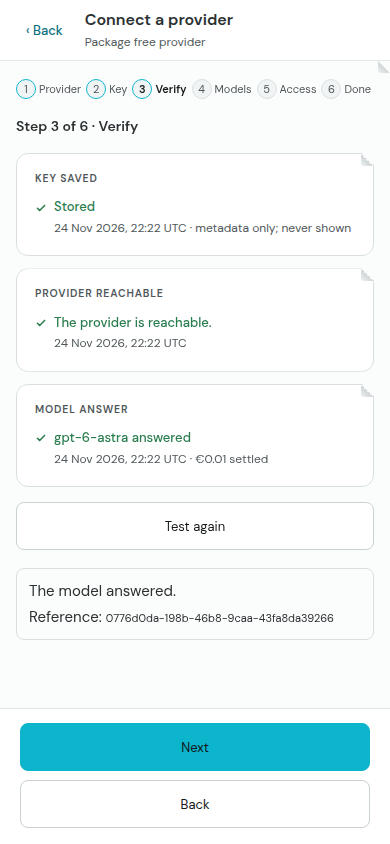 ‹ Back
Connect a provider
Package free provider
1 Provider 2 Key 3 Verify 4 Models 5 Access 6 Done
Step 3 of 6 · Verify
KEY SAVED
✓ Stored
24 Nov 2026, 22:22 UTC · metadata only; never shown
PROVIDER REACHABLE
✓ The provider is reachable.
24 Nov 2026, 22:22 UTC
MODEL ANSWER
✓ gpt-6-astra answered
24 Nov 2026, 22:22 UTC · €0.01 settled
Test again
The model answered.
Reference: 0776d0da-198b-46b8-9caa-43fa8da39266
Next
Back